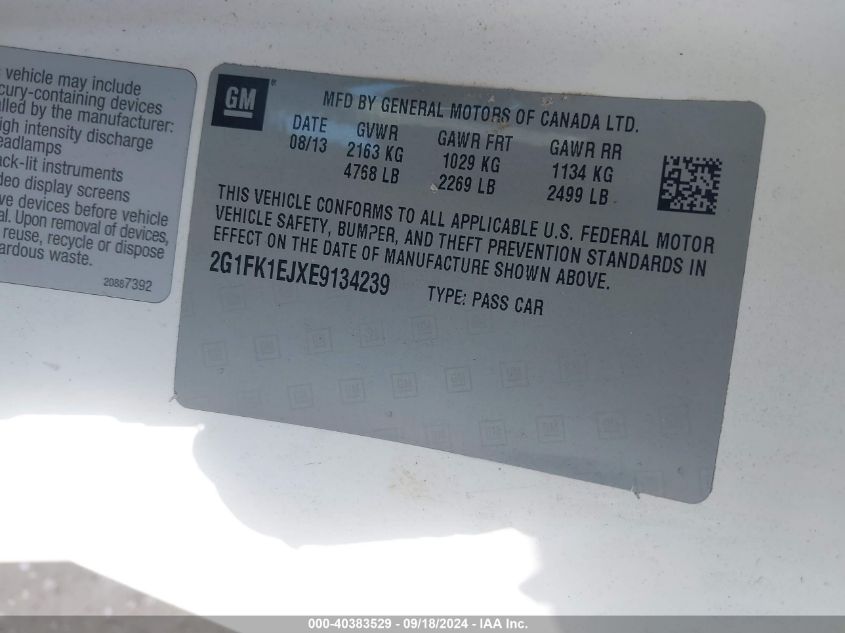 s vehicle may include
cury-containing devices
alled by the manufacturer:
igh intensity discharge
eadlamps
ack-lit instruments
deo display screens
ve devices before vehicle
al. Upon removal of devices,
reuse, recycle or dispose
ardous waste.
20887392
GM
MFD BY GENERAL MOTORS OF CANADA LTD.
DATE GVWR GAWR FRT GAWR RR
08/13 2163 KG 1029 KG 1134 KG
4768 LB 2269 LB 2499 LB
THIS VEHICLE CONFORMS TO ALL APPLICABLE U.S. FEDERAL MOTOR
VEHICLE SAFETY, BUMPER, AND THEFT PREVENTION STANDARDS IN
EFFECT ON THE DATE OF MANUFACTURE SHOWN ABOVE.
2G1FK1EJXE9134239 TYPE: PASS CAR
000-40383529 - 09/18/2024 - IAA Inc.